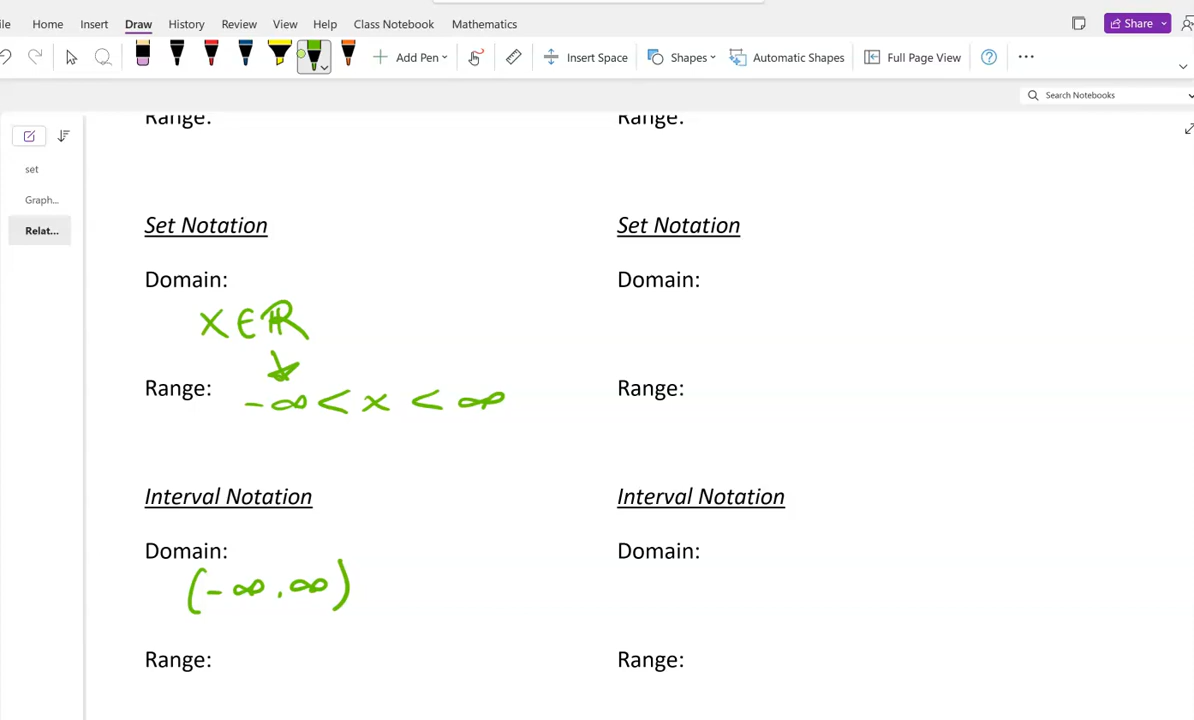 ile Home Insert Draw History Review View Help Class Notebook Mathematics Share
Add Pen Insert Space Shapes Automatic Shapes Full Page View
Search Notebooks
Range: Range:
set
Graph...
Relat...
Set Notation Set Notation
Domain: Domain:
x∈ℝ
Range: Range:
-∞ < x < ∞
Interval Notation Interval Notation
Domain: Domain:
(-∞, ∞)
Range: Range: